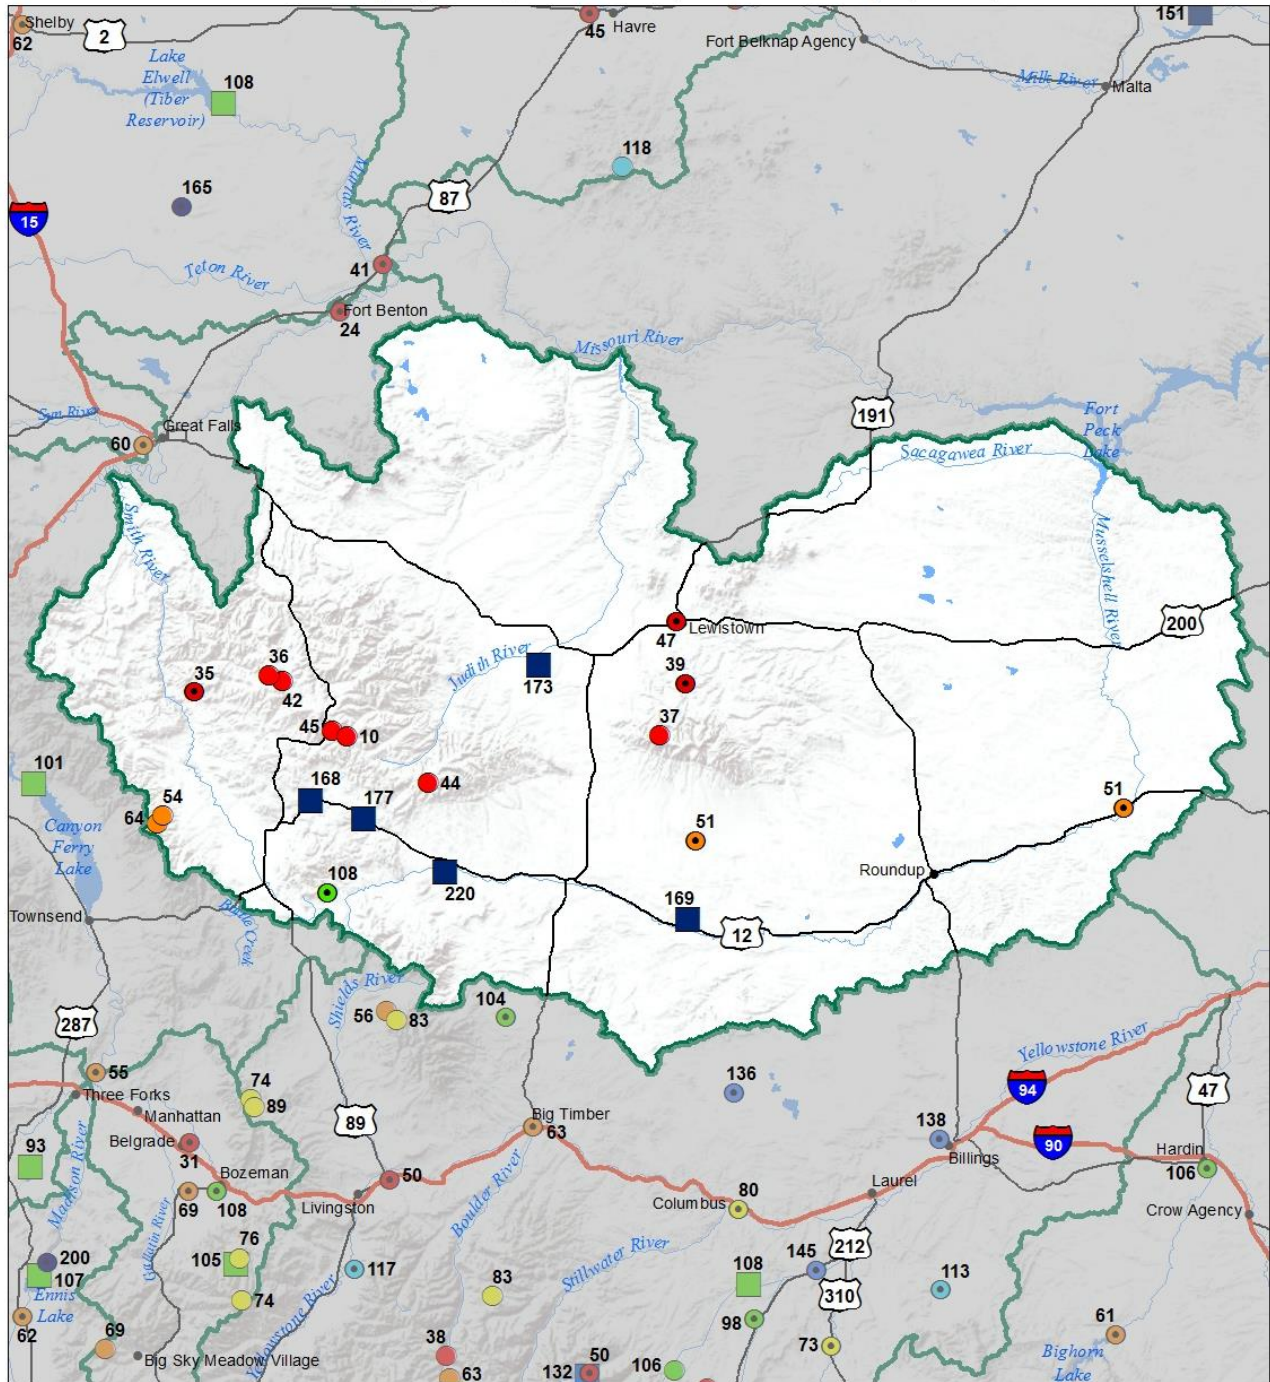 Shelby
62
2
45
Havre
Fort Belknap Agency
151
Lake
Elwell
(Tiber
Reservoir)
108
Milk River
Malta
118
165
Marias River
87
15
Teton River
41
Fort Benton
24
Missouri River
Sun River
Great Falls
60
191
Fort
Peck
Lake
Sacagawea River
Smith River
Musselshell River
200
47
Lewistown
36
35
42
Judith River
173
39
45
10
37
101
168
44
177
54
64
51
51
Canyon
Ferry
Lake
108
220
Roundup
169
12
Townsend
Battle Creek
Shields River
104
56
83
287
Yellowstone River
55
74
136
94
47
Three Forks
89
Manhattan
89
Big Timber
63
138
90
Belgrade
31
93
Billings
Hardin
106
Bozeman
50
Madison River
69
108
Livingston
Boulder River
Columbus
80
Laurel
Crow Agency
Gallatin River
76
105
200
107
Ennis
Lake
117
Stillwater River
212
145
108
113
83
310
74
62
Yellowstone River
98
61
69
Big Sky Meadow Village
38
63
132
50
106
73
Bighorn
Lake